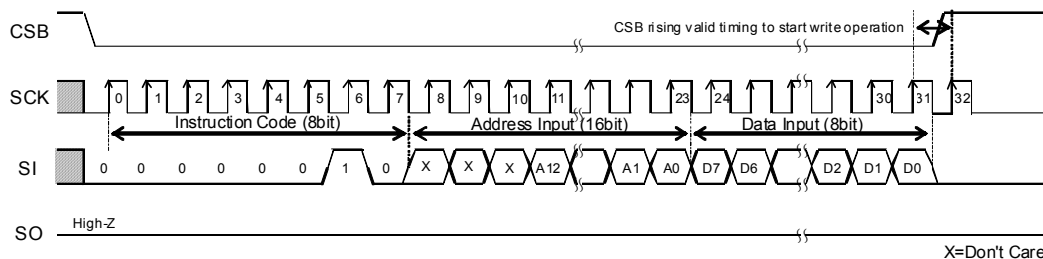 CSB
CSB rising valid timing to start write operation
SCK
0 1 2 3 4 5 6 7 8 9 10 11 23 24 30 31 32
Instruction Code (8bit) Address Input (16bit) Data Input (8bit)
SI
0 0 0 0 0 0 1 0 X X X A12 A1 A0 D7 D6 D2 D1 D0
High-Z
SO
X=Don't Care